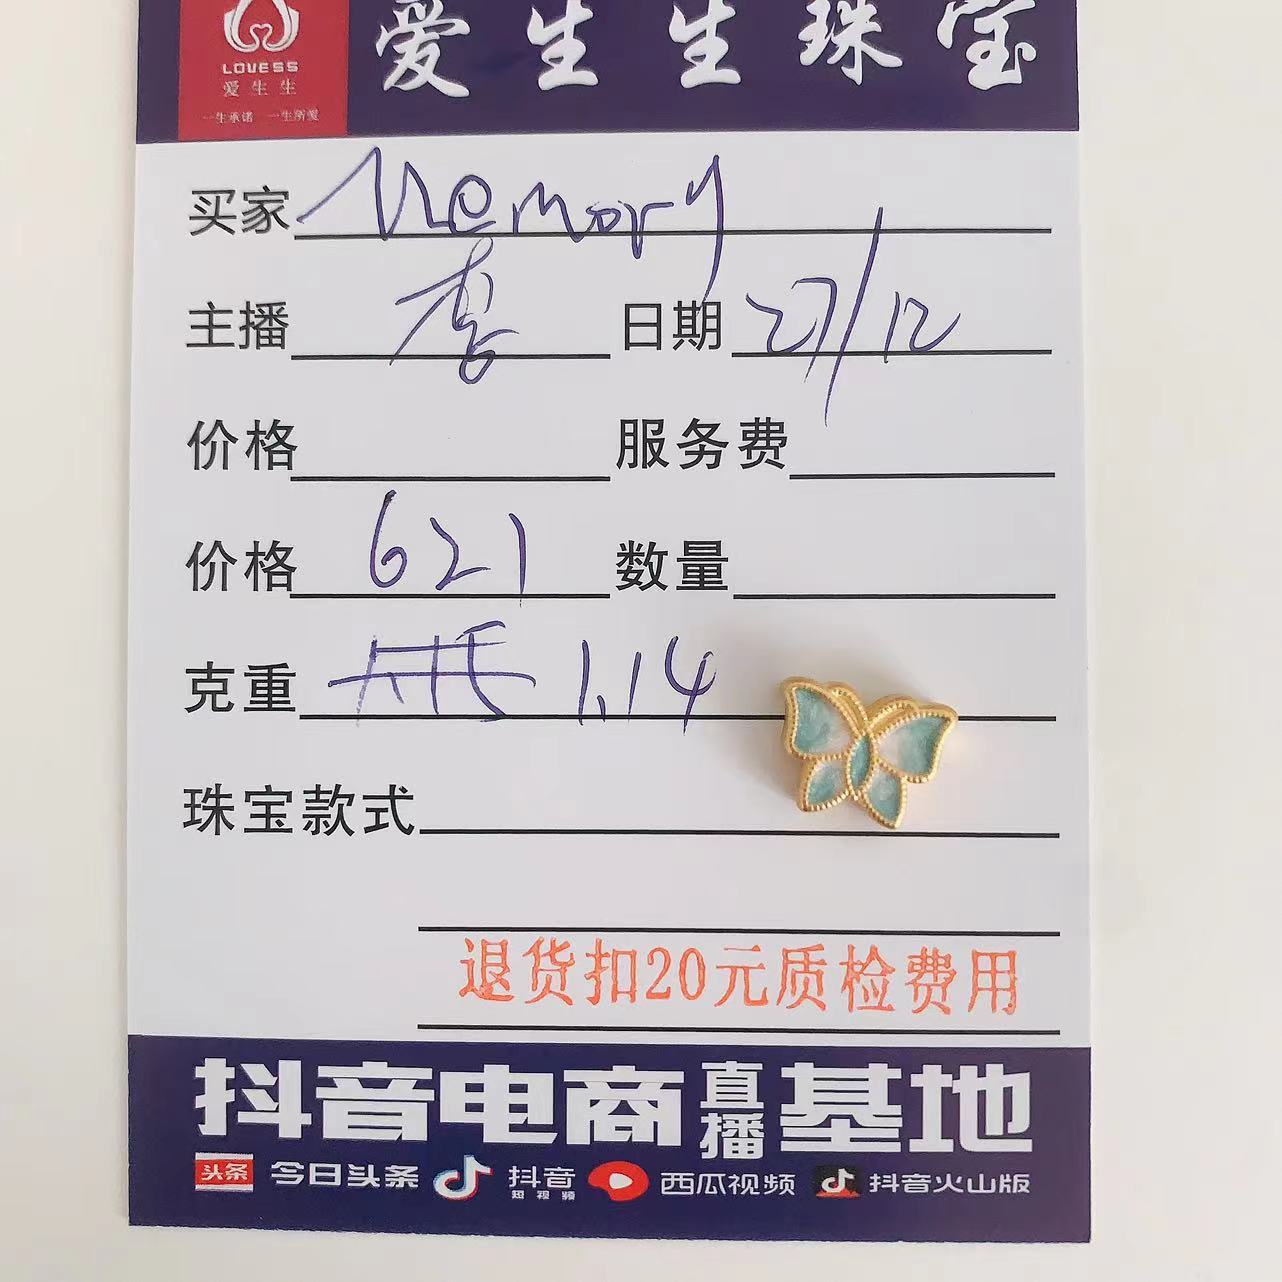 爱生生珠宝
LOVESS
爱生生
一生承诺 一生所爱
买家 Memory
主播 李 日期 27/12
价格 服务费
价格 621 数量
克重 1.14
珠宝款式
退货扣20元质检费用
抖音电商直播基地
头条 今日头条 抖音短视频 西瓜视频 抖音火山版